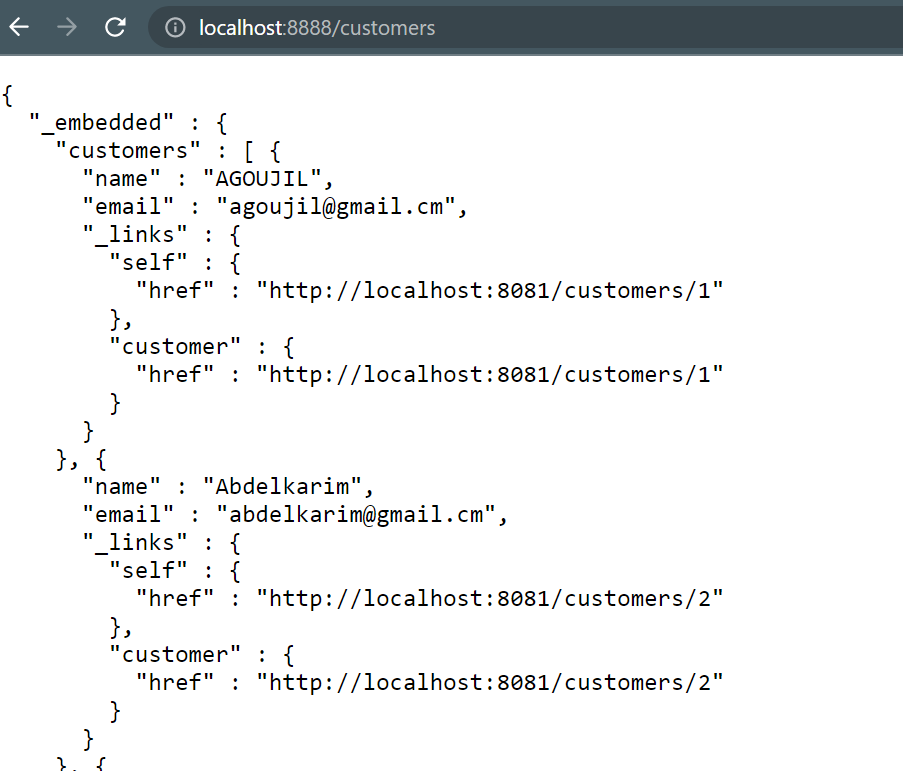 localhost:8888/customers
{
  "_embedded" : {
    "customers" : [ {
      "name" : "AGOUJIL",
      "email" : "agoujil@gmail.cm",
      "_links" : {
        "self" : {
          "href" : "http://localhost:8081/customers/1"
        },
        "customer" : {
          "href" : "http://localhost:8081/customers/1"
        }
      }
    }, {
      "name" : "Abdelkarim",
      "email" : "abdelkarim@gmail.cm",
      "_links" : {
        "self" : {
          "href" : "http://localhost:8081/customers/2"
        },
        "customer" : {
          "href" : "http://localhost:8081/customers/2"
        }
      }
    }, {